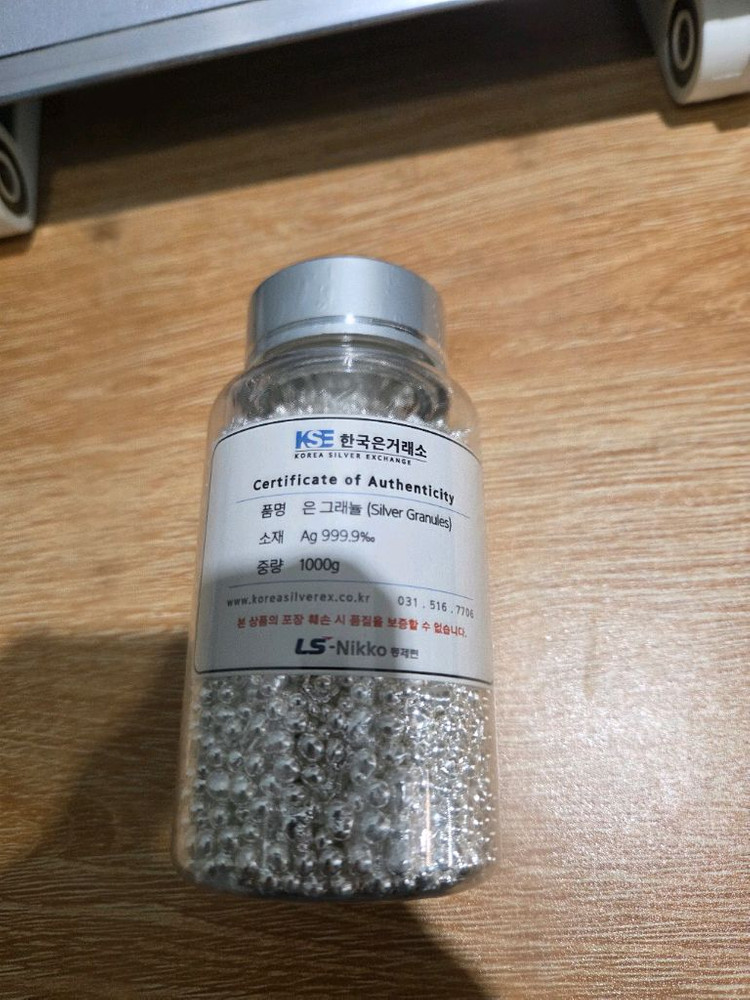 KSE 한국은거래소
KOREA SILVER EXCHANGE
Certificate of Authenticity
품명 은 그래뉼 (Silver Granules)
소재 Ag 999.9‰
중량 1000g
www.koreasilverex.co.kr 031 . 516 . 7706
본 상품의 포장 훼손 시 품질을 보증할 수 없습니다.
LS-Nikko 동제련